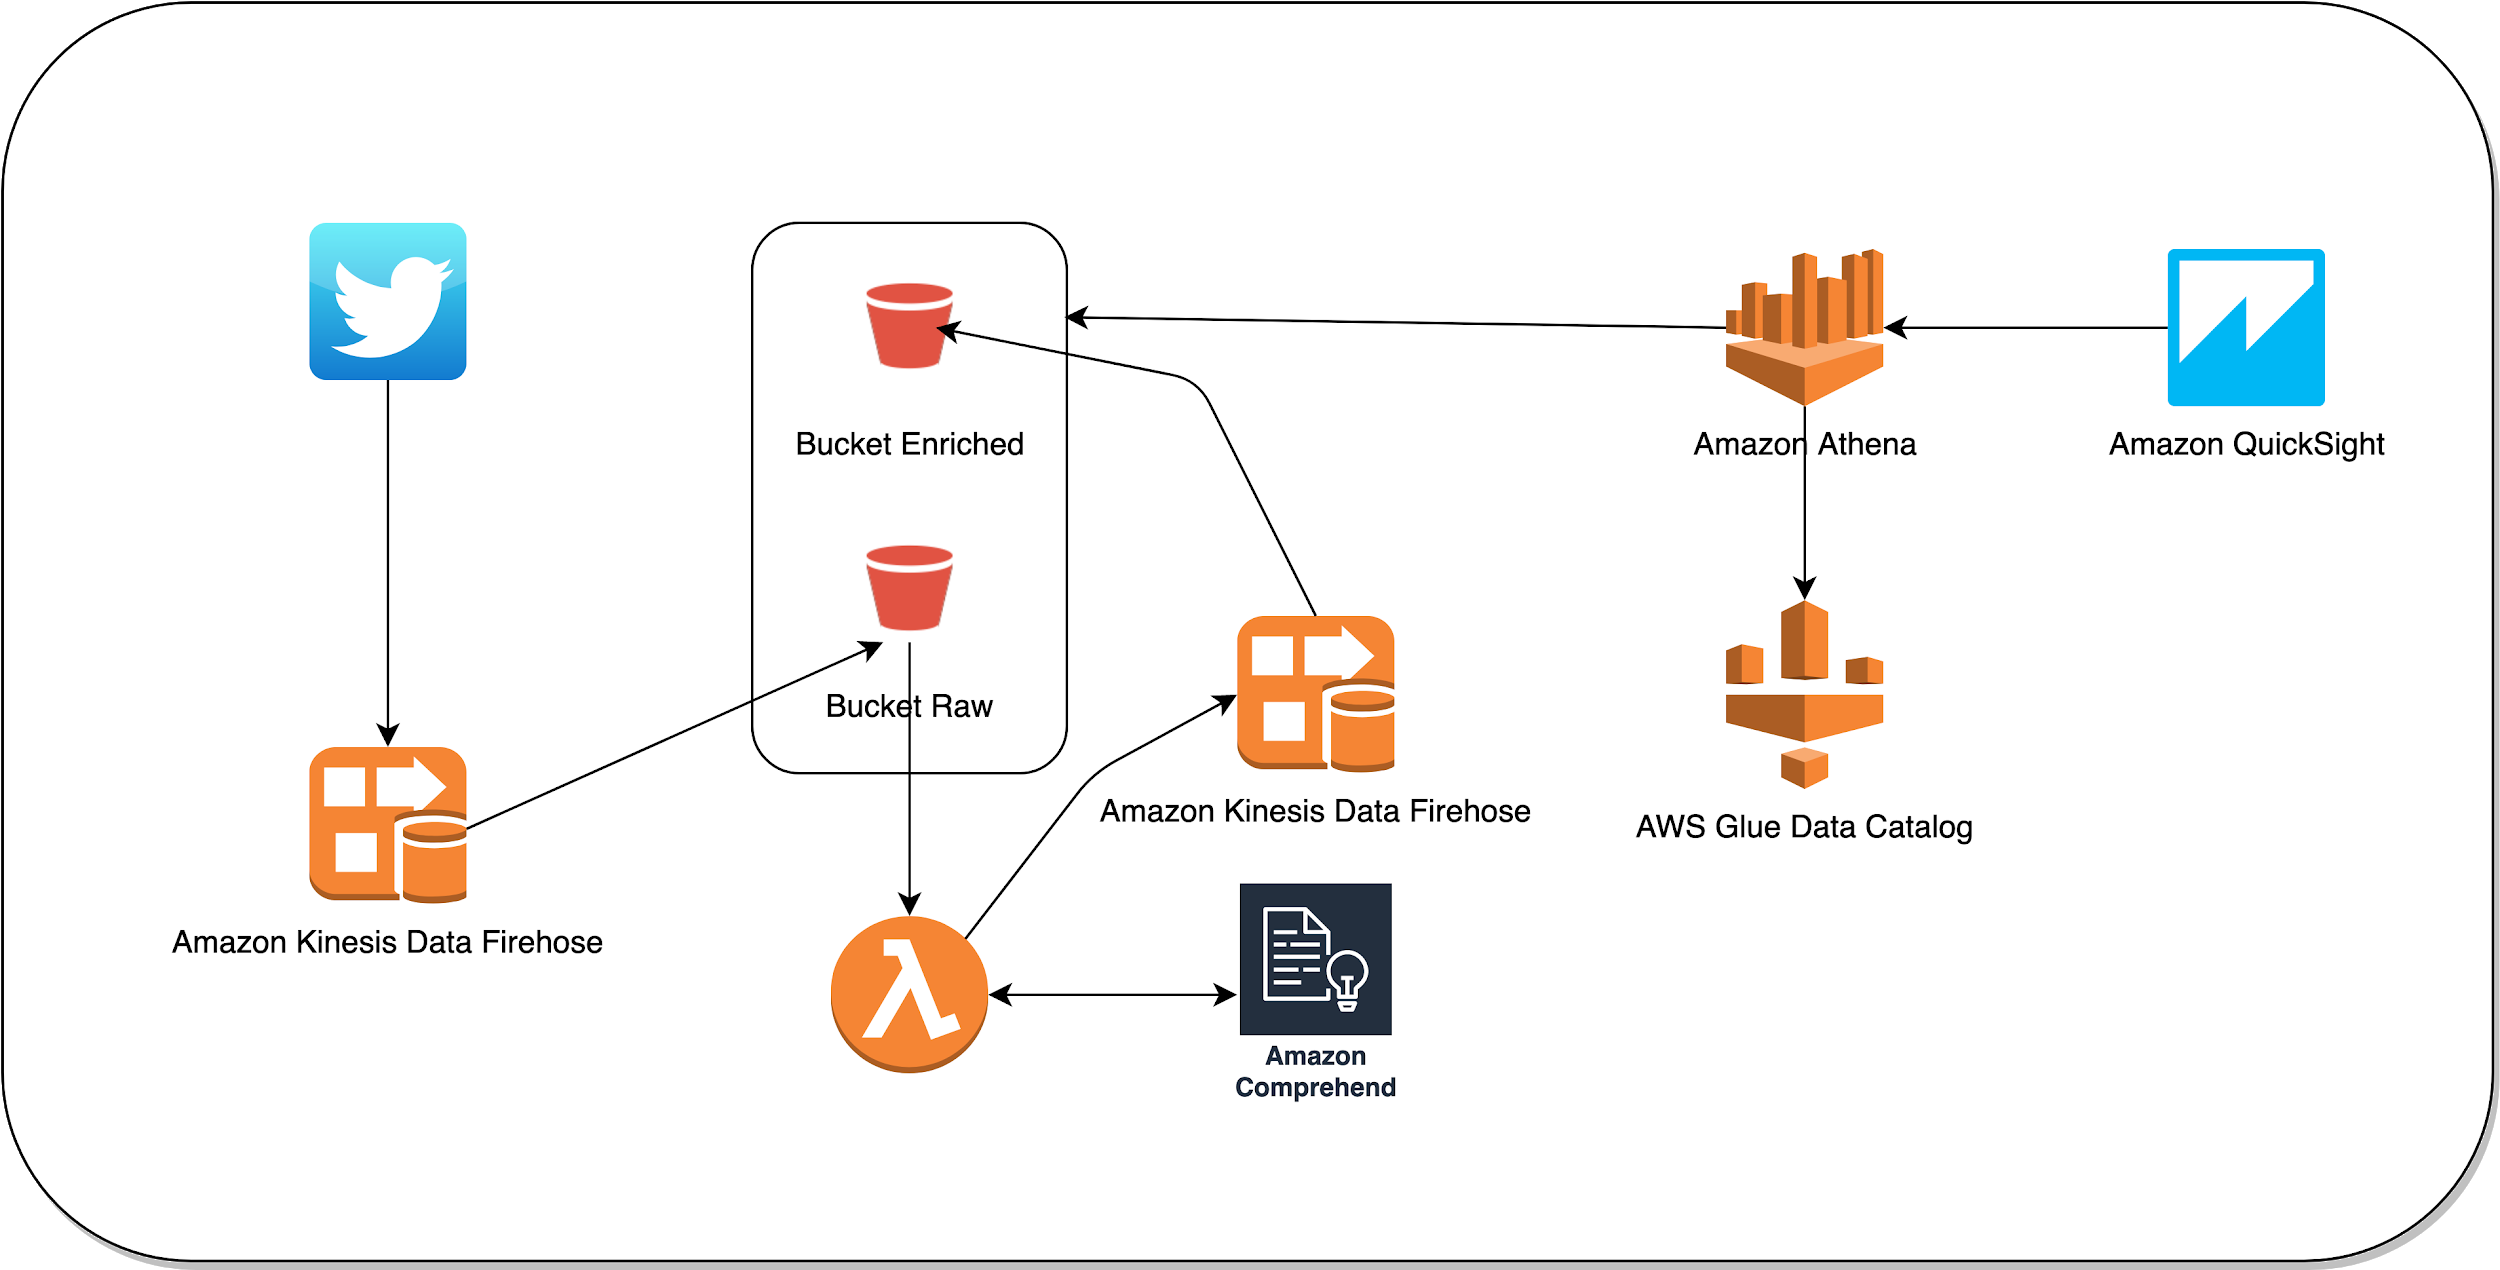 Bucket Enriched
Amazon Athena
Amazon QuickSight
Bucket Raw
Amazon Kinesis Data Firehose
AWS Glue Data Catalog
Amazon Kinesis Data Firehose
Amazon
Comprehend